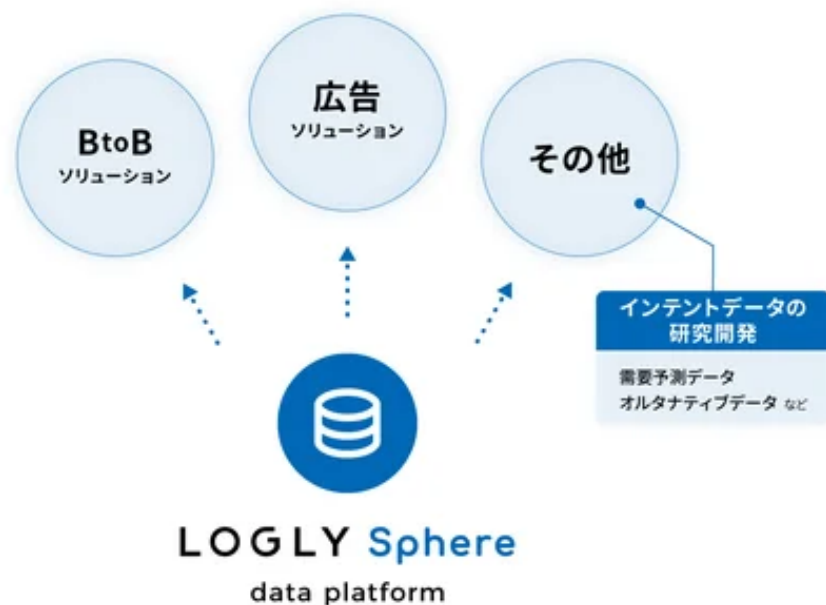 BtoB
ソリューション
広告
ソリューション
その他
インテントデータの
研究開発
需要予測データ
オルタナティブデータ など
LOGLY Sphere
data platform